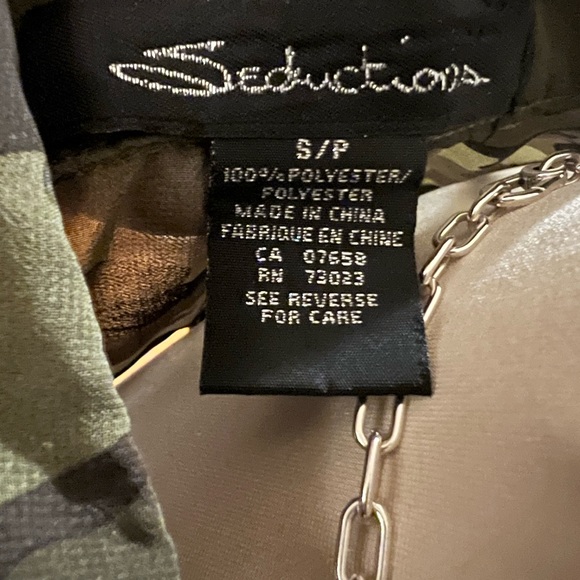 Seductions
S/P
100% POLYESTER/
POLYESTER
MADE IN CHINA
FABRIQUE EN CHINE
CA 07658
RN 73023
SEE REVERSE
FOR CARE